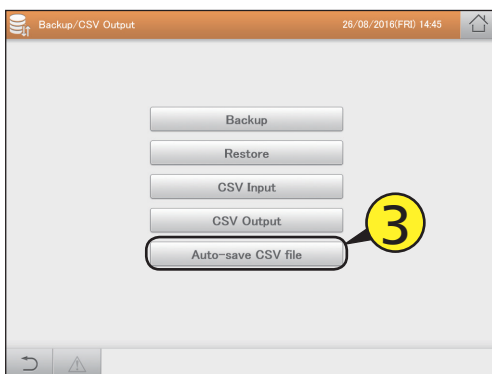 Backup/CSV Output 26/08/2016(FRI) 14:45
Backup
Restore
CSV Input
CSV Output
3
Auto-save CSV file